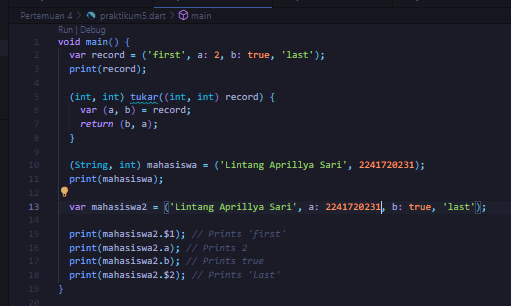 Pertemuan 4 > praktikum5.dart > main
Run | Debug
1 void main() {
2 var record = ('first', a: 2, b: true, 'last');
3 print(record);
4
5 (int, int) tukar((int, int) record) {
6 var (a, b) = record;
7 return (b, a);
8 }
9
10 (String, int) mahasiswa = ('Lintang Aprillya Sari', 2241720231);
11 print(mahasiswa);
12
13 var mahasiswa2 = ('Lintang Aprillya Sari', a: 2241720231, b: true, 'last');
14
15 print(mahasiswa2.$1); // Prints 'first'
16 print(mahasiswa2.a); // Prints 2
17 print(mahasiswa2.b); // Prints true
18 print(mahasiswa2.$2); // Prints 'last'
19 }
20